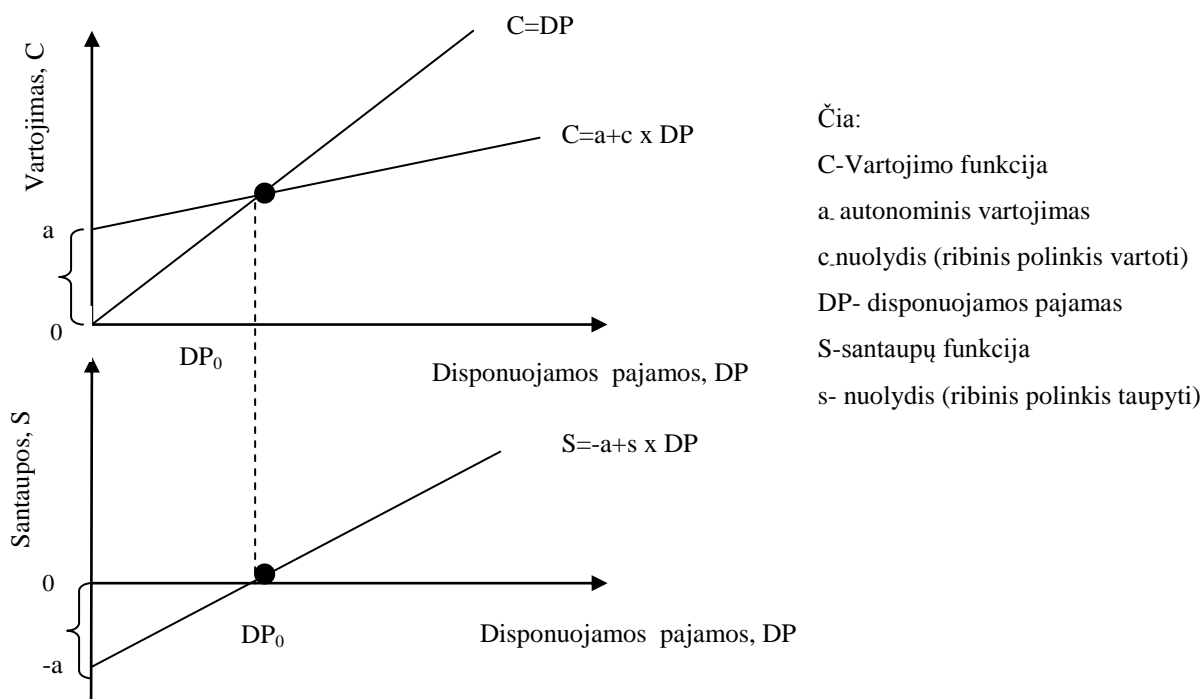 C=DP
Vartojimas, C
C=a+c x DP
a
0
DP₀
Disponuojamos pajamos, DP
Santaupos, S
S=-a+s x DP
0
DP₀
Disponuojamos pajamos, DP
-a
Čia:
C-Vartojimo funkcija
a- autonominis vartojimas
c-nuolydis (ribinis polinkis vartoti)
DP- disponuojamos pajamas
S-santaupų funkcija
s- nuolydis (ribinis polinkis taupyti)